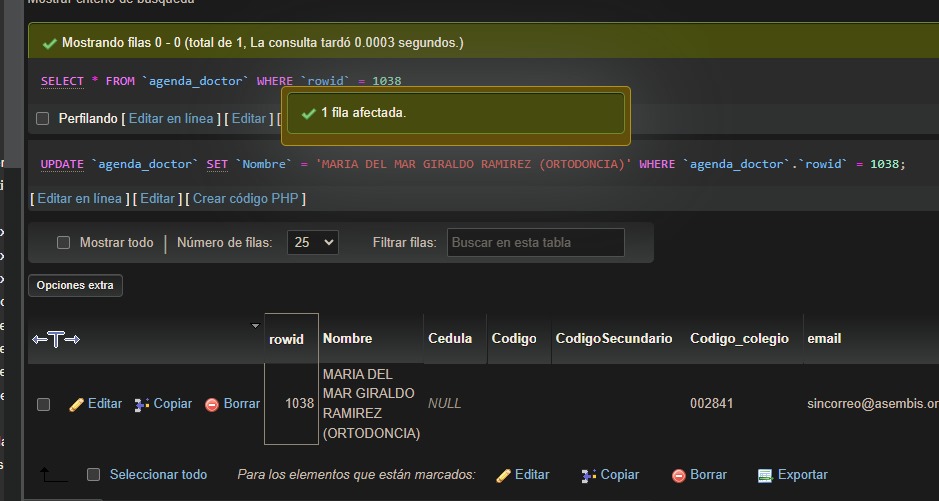 Mostrar criterio de búsqueda
Mostrando filas 0 - 0 (total de 1, La consulta tardó 0.0003 segundos.)
SELECT * FROM `agenda_doctor` WHERE `rowid` = 1038
1 fila afectada.
Perfilando [ Editar en línea ] [ Editar ] [
UPDATE `agenda_doctor` SET `Nombre` = 'MARIA DEL MAR GIRALDO RAMIREZ (ORTODONCIA)' WHERE `agenda_doctor`.`rowid` = 1038;
[ Editar en línea ] [ Editar ] [ Crear código PHP ]
Mostrar todo | Número de filas: 25 Filtrar filas: Buscar en esta tabla
Opciones extra
←T→ rowid Nombre Cedula Codigo CodigoSecundario Codigo_colegio email
Editar Copiar Borrar 1038 MARIA DEL MAR GIRALDO RAMIREZ (ORTODONCIA) NULL 002841 sincorreo@asembis.or
Seleccionar todo Para los elementos que están marcados: Editar Copiar Borrar Exportar